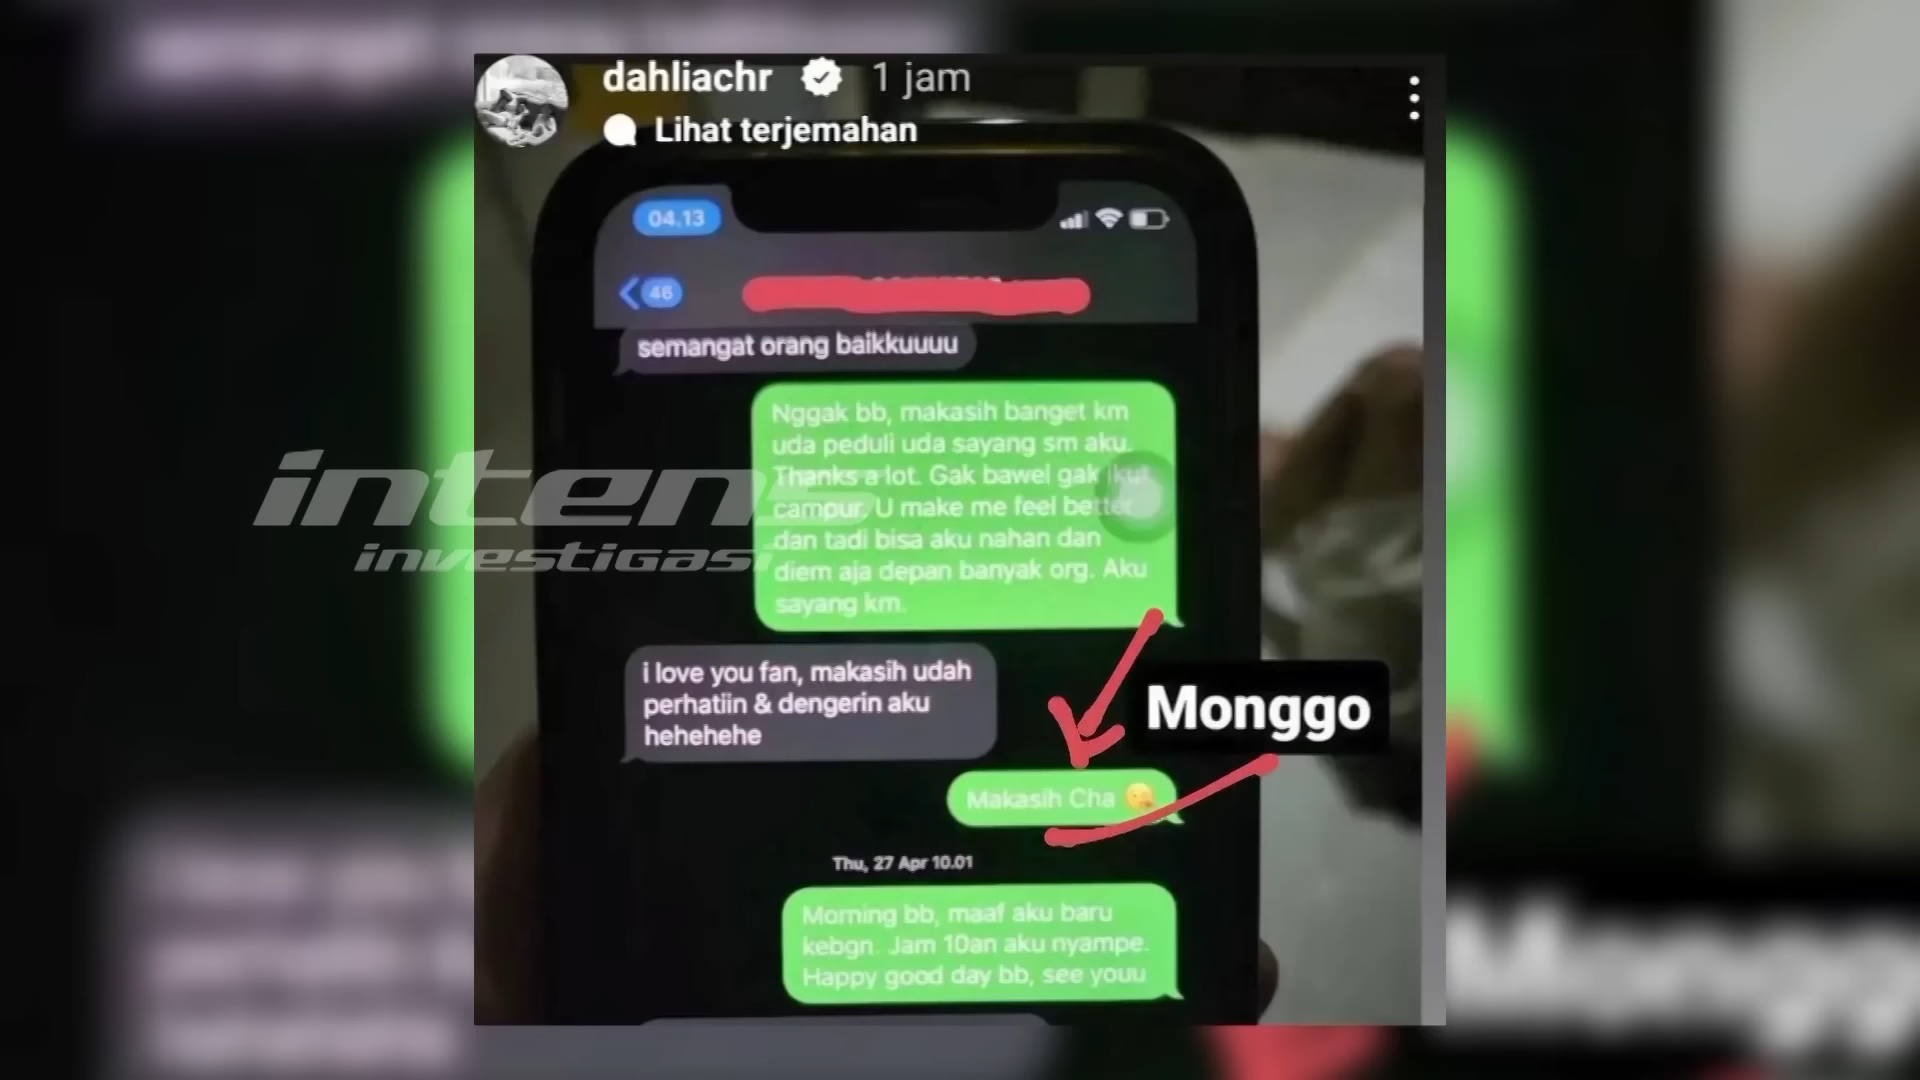 dahliachr 1 jam
Lihat terjemahan
04.13
46
semangat orang baikkuuuu
Nggak bb, makasih banget km
uda peduli uda sayang sm aku.
Thanks a lot. Gak bawel gak ikut
campur. U make me feel better
dan tadi bisa aku nahan dan
diem aja depan banyak org. Aku
sayang km.
intens
investigasi
i love you fan, makasih udah
perhatiin & dengerin aku
hehehehe
Monggo
Makasih Cha
Thu, 27 Apr 10.01
Morning bb, maaf aku baru
kebgn. Jam 10an aku nyampe.
Happy good day bb, see youu